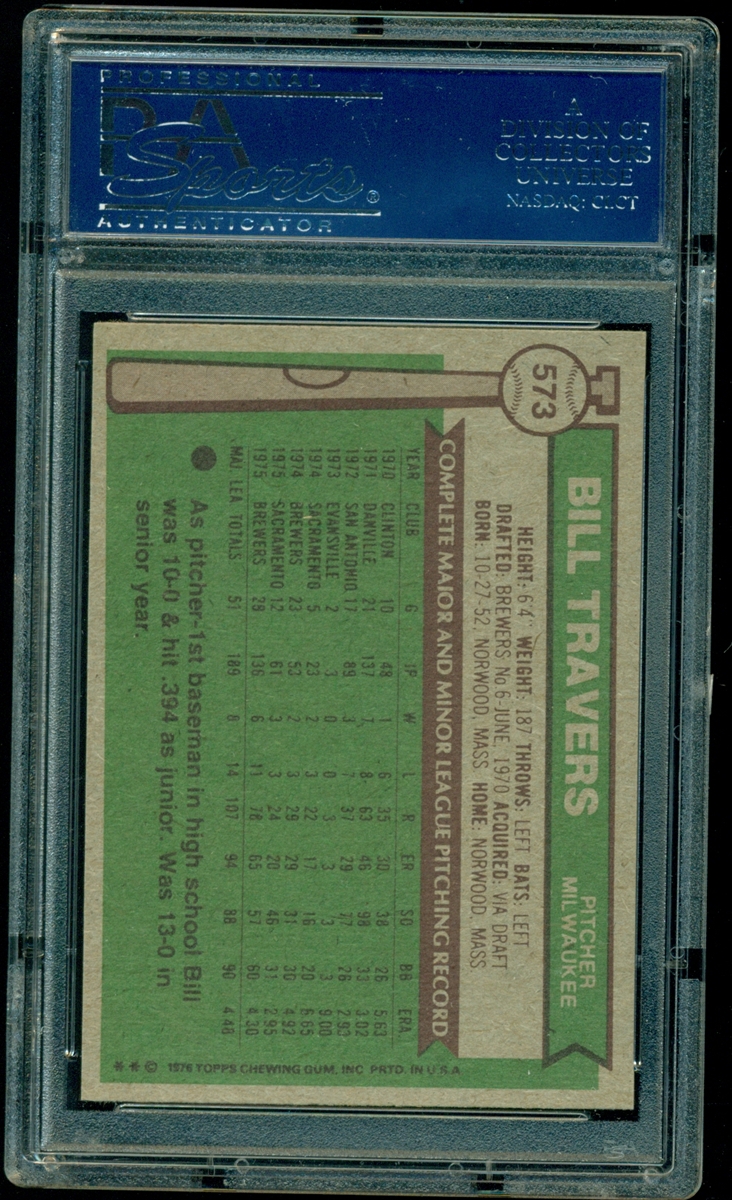 PROFESSIONAL
PSA
Sports®
AUTHENTICATOR
A
DIVISION OF
COLLECTORS
UNIVERSE
NASDAQ: CLCT
573
BILL TRAVERS
PITCHER
MILWAUKEE
HEIGHT: 6'4" WEIGHT: 187 THROWS: LEFT BATS: LEFT
DRAFTED: BREWERS No 6-JUNE, 1970 ACQUIRED: VIA DRAFT
BORN: 10-27-52, NORWOOD, MASS HOME: NORWOOD, MASS
COMPLETE MAJOR AND MINOR LEAGUE PITCHING RECORD
YEAR CLUB G IP W L R ER SO BB ERA
1970 CLINTON 10 48 1 6 35 30 38 26 5.63
1971 DANVILLE 21 137 7 8 63 46 98 33 3.02
1972 SAN ANTONIO 17 89 3 7 37 29 77 26 2.93
1973 EVANSVILLE 2 3 0 0 3 3 3 3 9.00
1974 SACRAMENTO 5 23 2 3 22 17 16 20 6.65
1974 BREWERS 23 53 2 3 29 29 31 30 4.92
1975 SACRAMENTO 12 61 3 3 24 20 46 31 2.95
1975 BREWERS 28 136 6 11 78 65 57 60 4.30
MAJ. LEA. TOTALS 51 189 8 14 107 94 88 90 4.48
As pitcher-1st baseman in high school Bill
was 10-0 & hit .394 as junior. Was 13-0 in
senior year.
**© 1976 TOPPS CHEWING GUM, INC. PRTD. IN U.S.A.